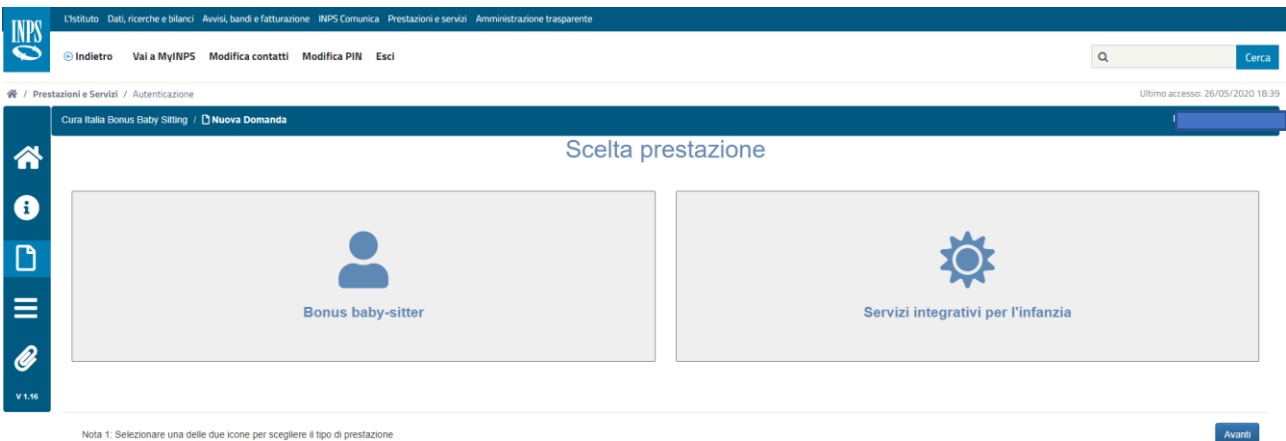 INPS
L'Istituto Dati, ricerche e bilanci Avvisi, bandi e fatturazione INPS Comunica Prestazioni e servizi Amministrazione trasparente
Indietro Vai a MyINPS Modifica contatti Modifica PIN Esci
Cerca
/ Prestazioni e Servizi / Autenticazione
Ultimo accesso: 26/05/2020 18:39
Cura Italia Bonus Baby Sitting / Nuova Domanda
Scelta prestazione
Bonus baby-sitter
Servizi integrativi per l'infanzia
V 1.16
Nota 1: Selezionare una delle due icone per scegliere il tipo di prestazione
Avanti